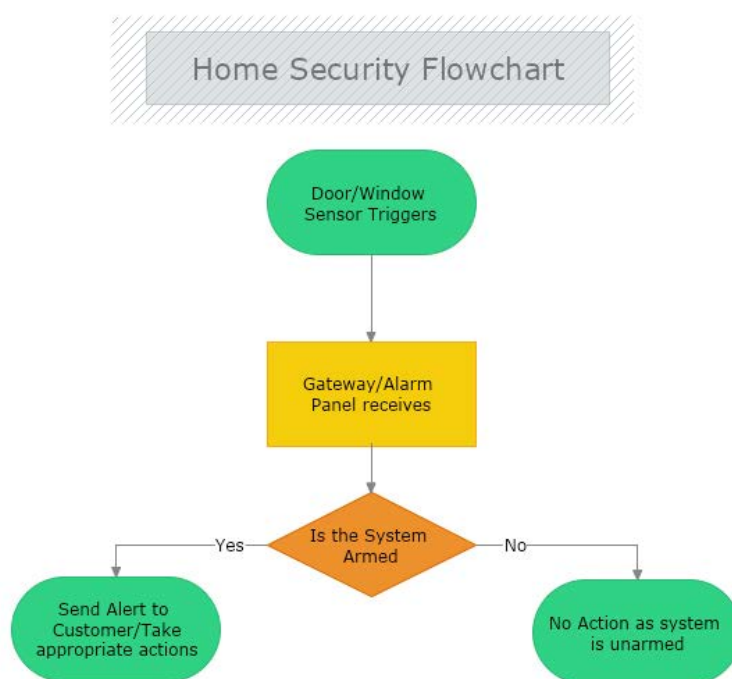 Home Security Flowchart
Door/Window
Sensor Triggers
Gateway/Alarm
Panel receives
Is the System
Armed
Yes
No
Send Alert to
Customer/Take
appropriate actions
No Action as system
is unarmed